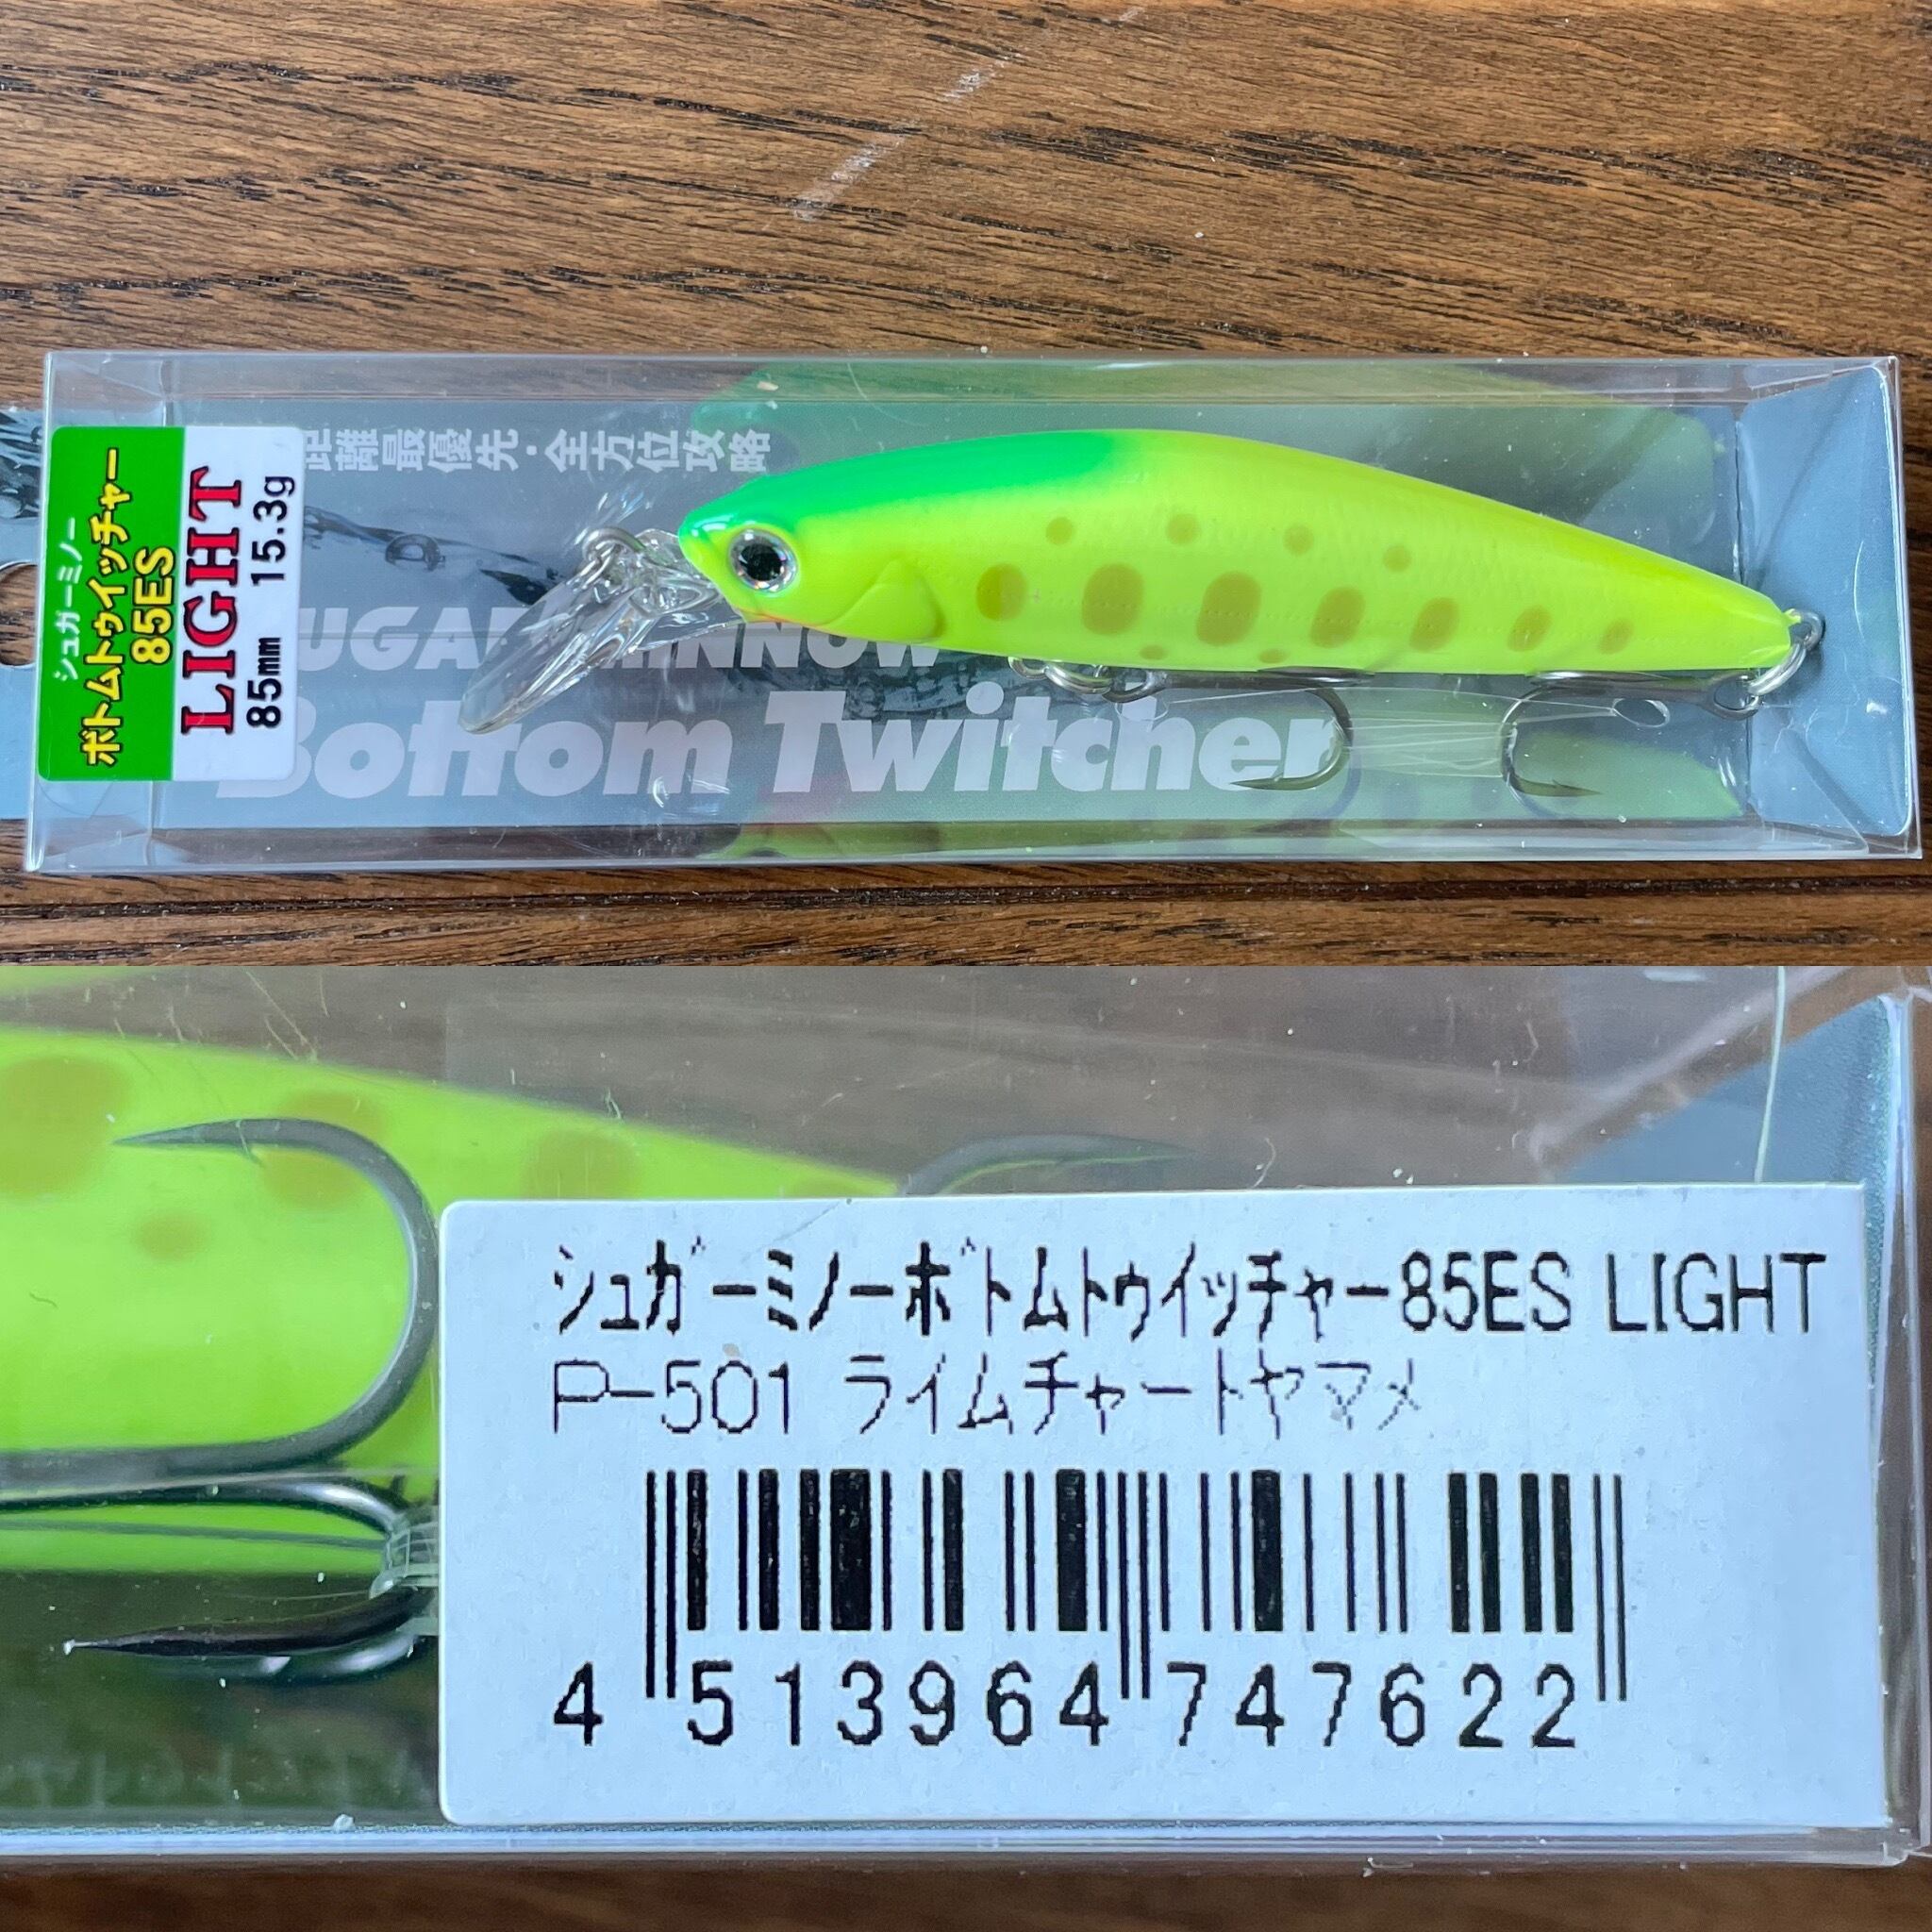 シュガーミノー
ボトムトゥイッチャー
85ES
LIGHT
85mm 15.3g
距離最優先・全方位攻略
SUGAR MINNOW
Bottom Twitcher
シュガーミノーボトムトゥイッチャー85ES LIGHT
P-501 ライムチャートヤマメ
4 513964 747622